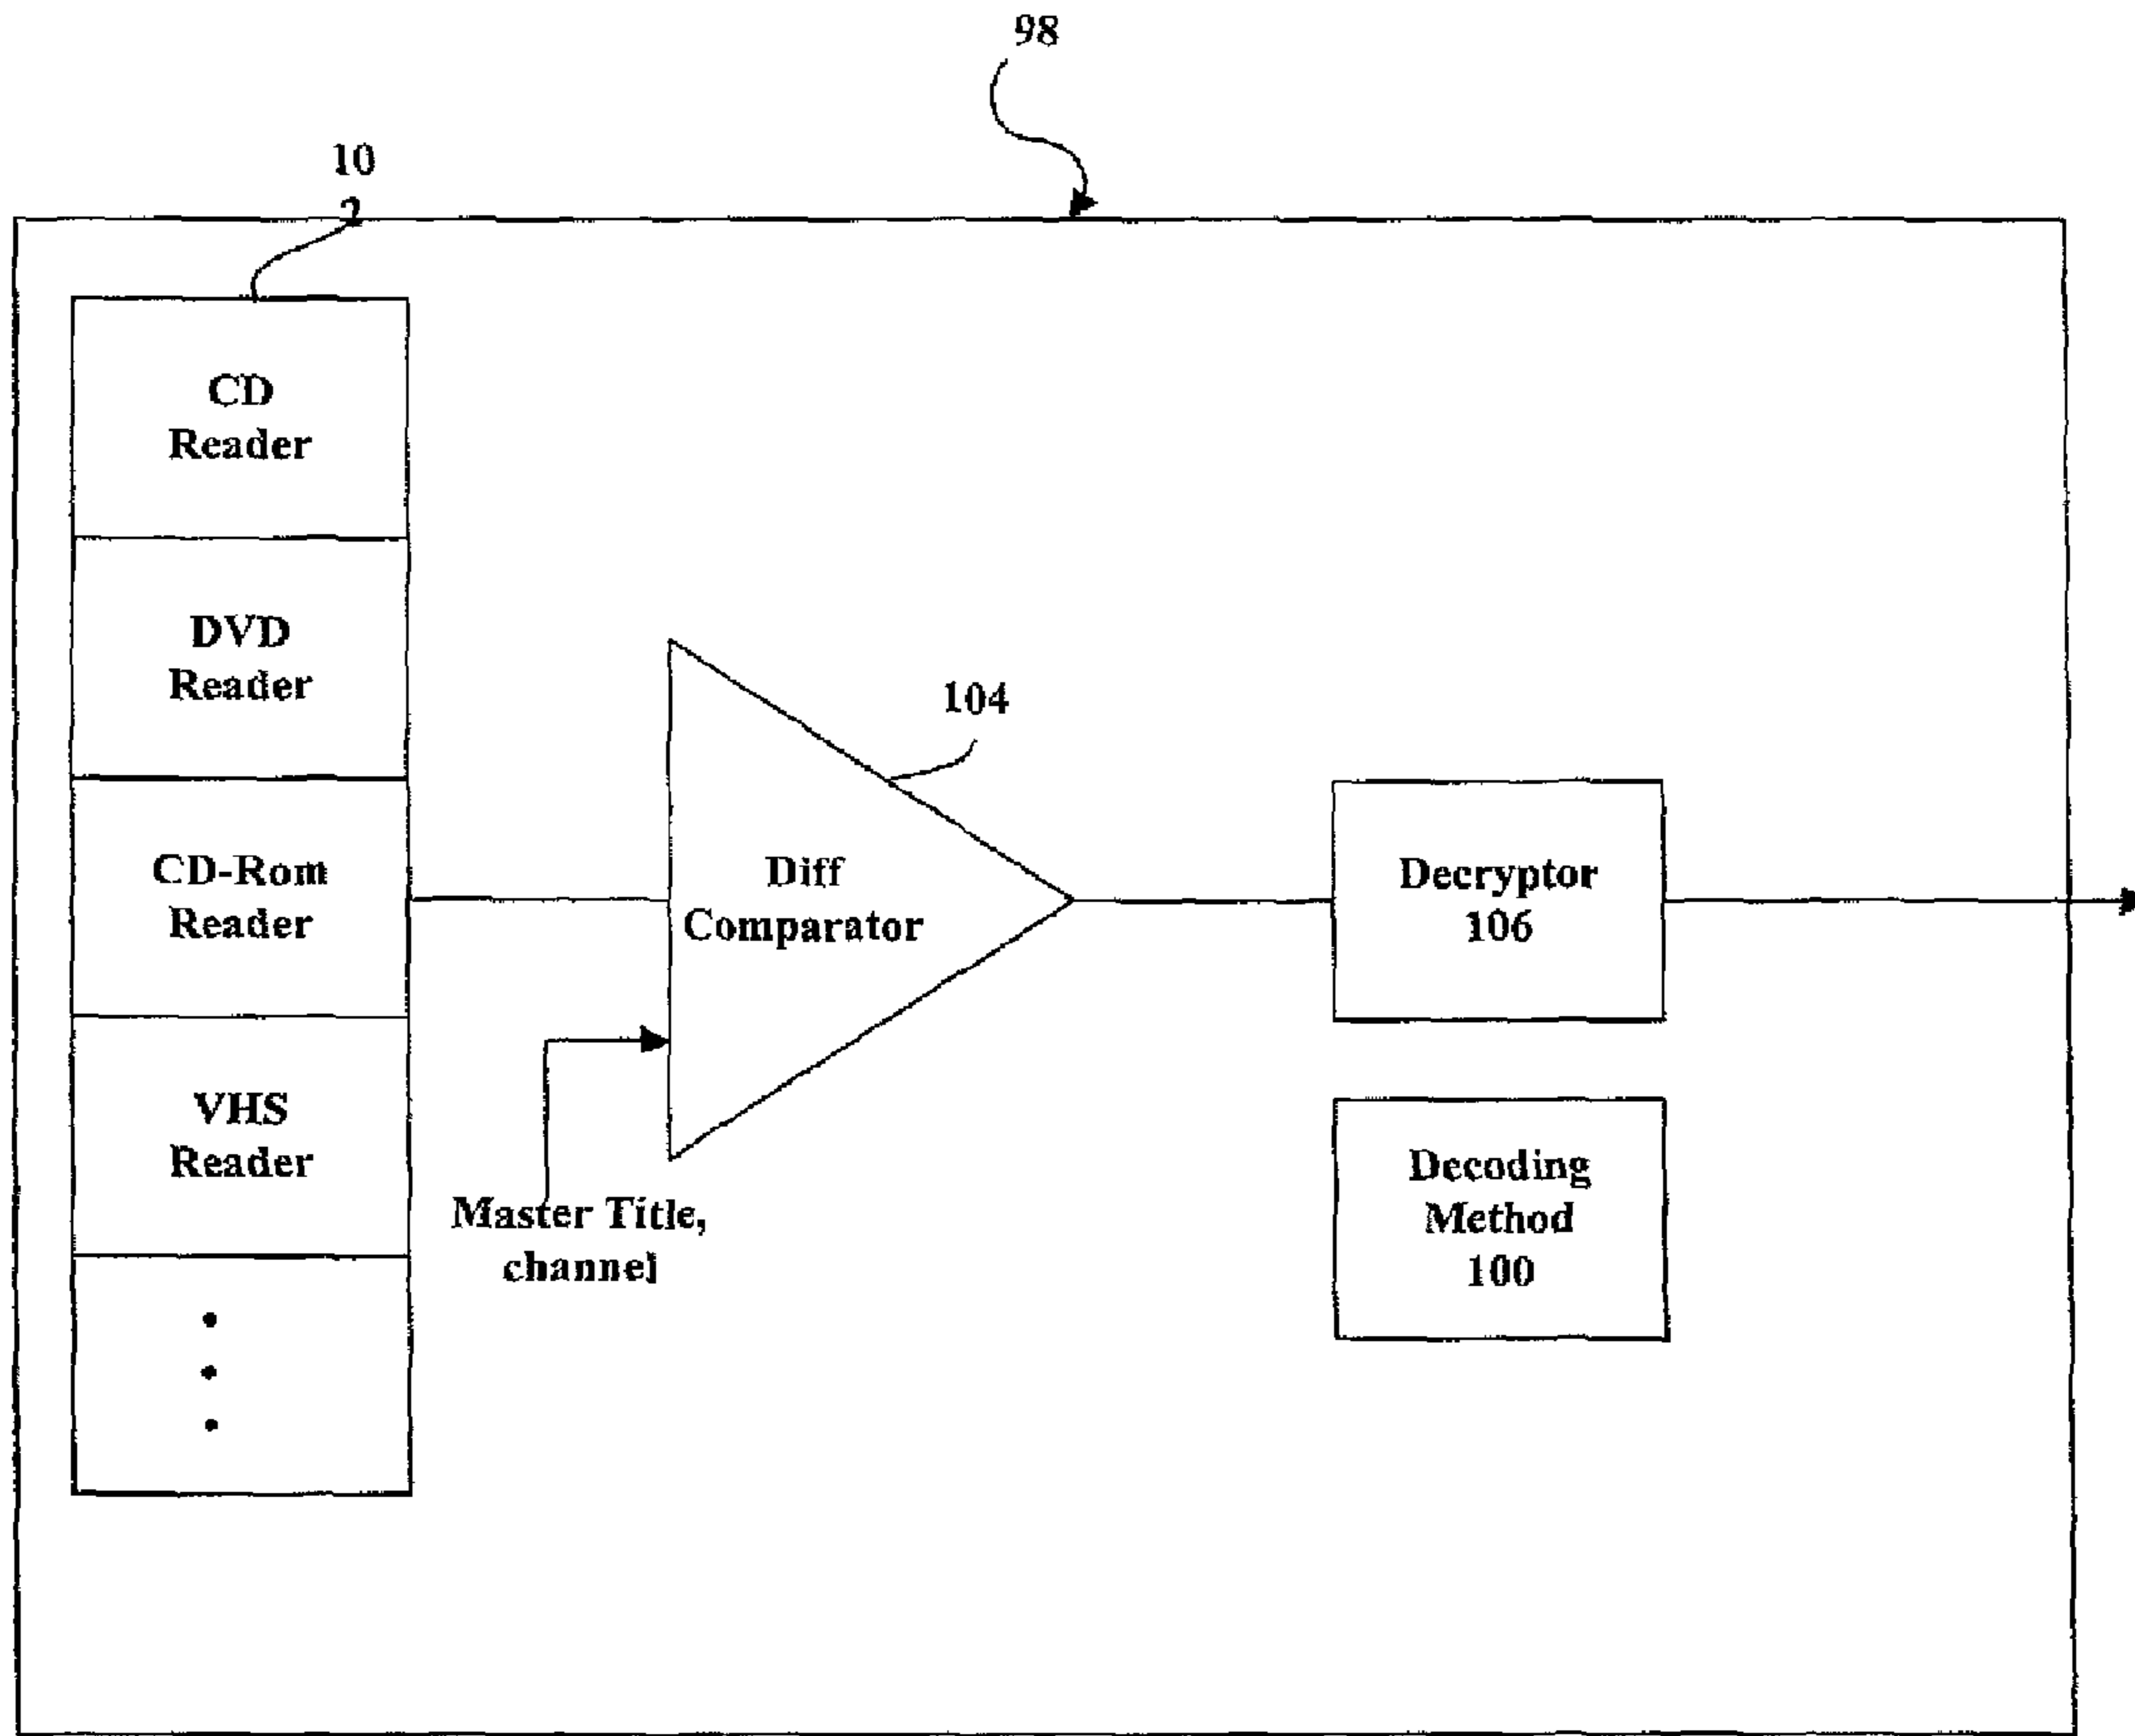 98
10
2
CD
Reader
DVD
Reader
104
CD-Rom
Reader
Diff
Comparator
Decryptor
106
VHS
Reader
Master Title,
channel
Decoding
Method
100